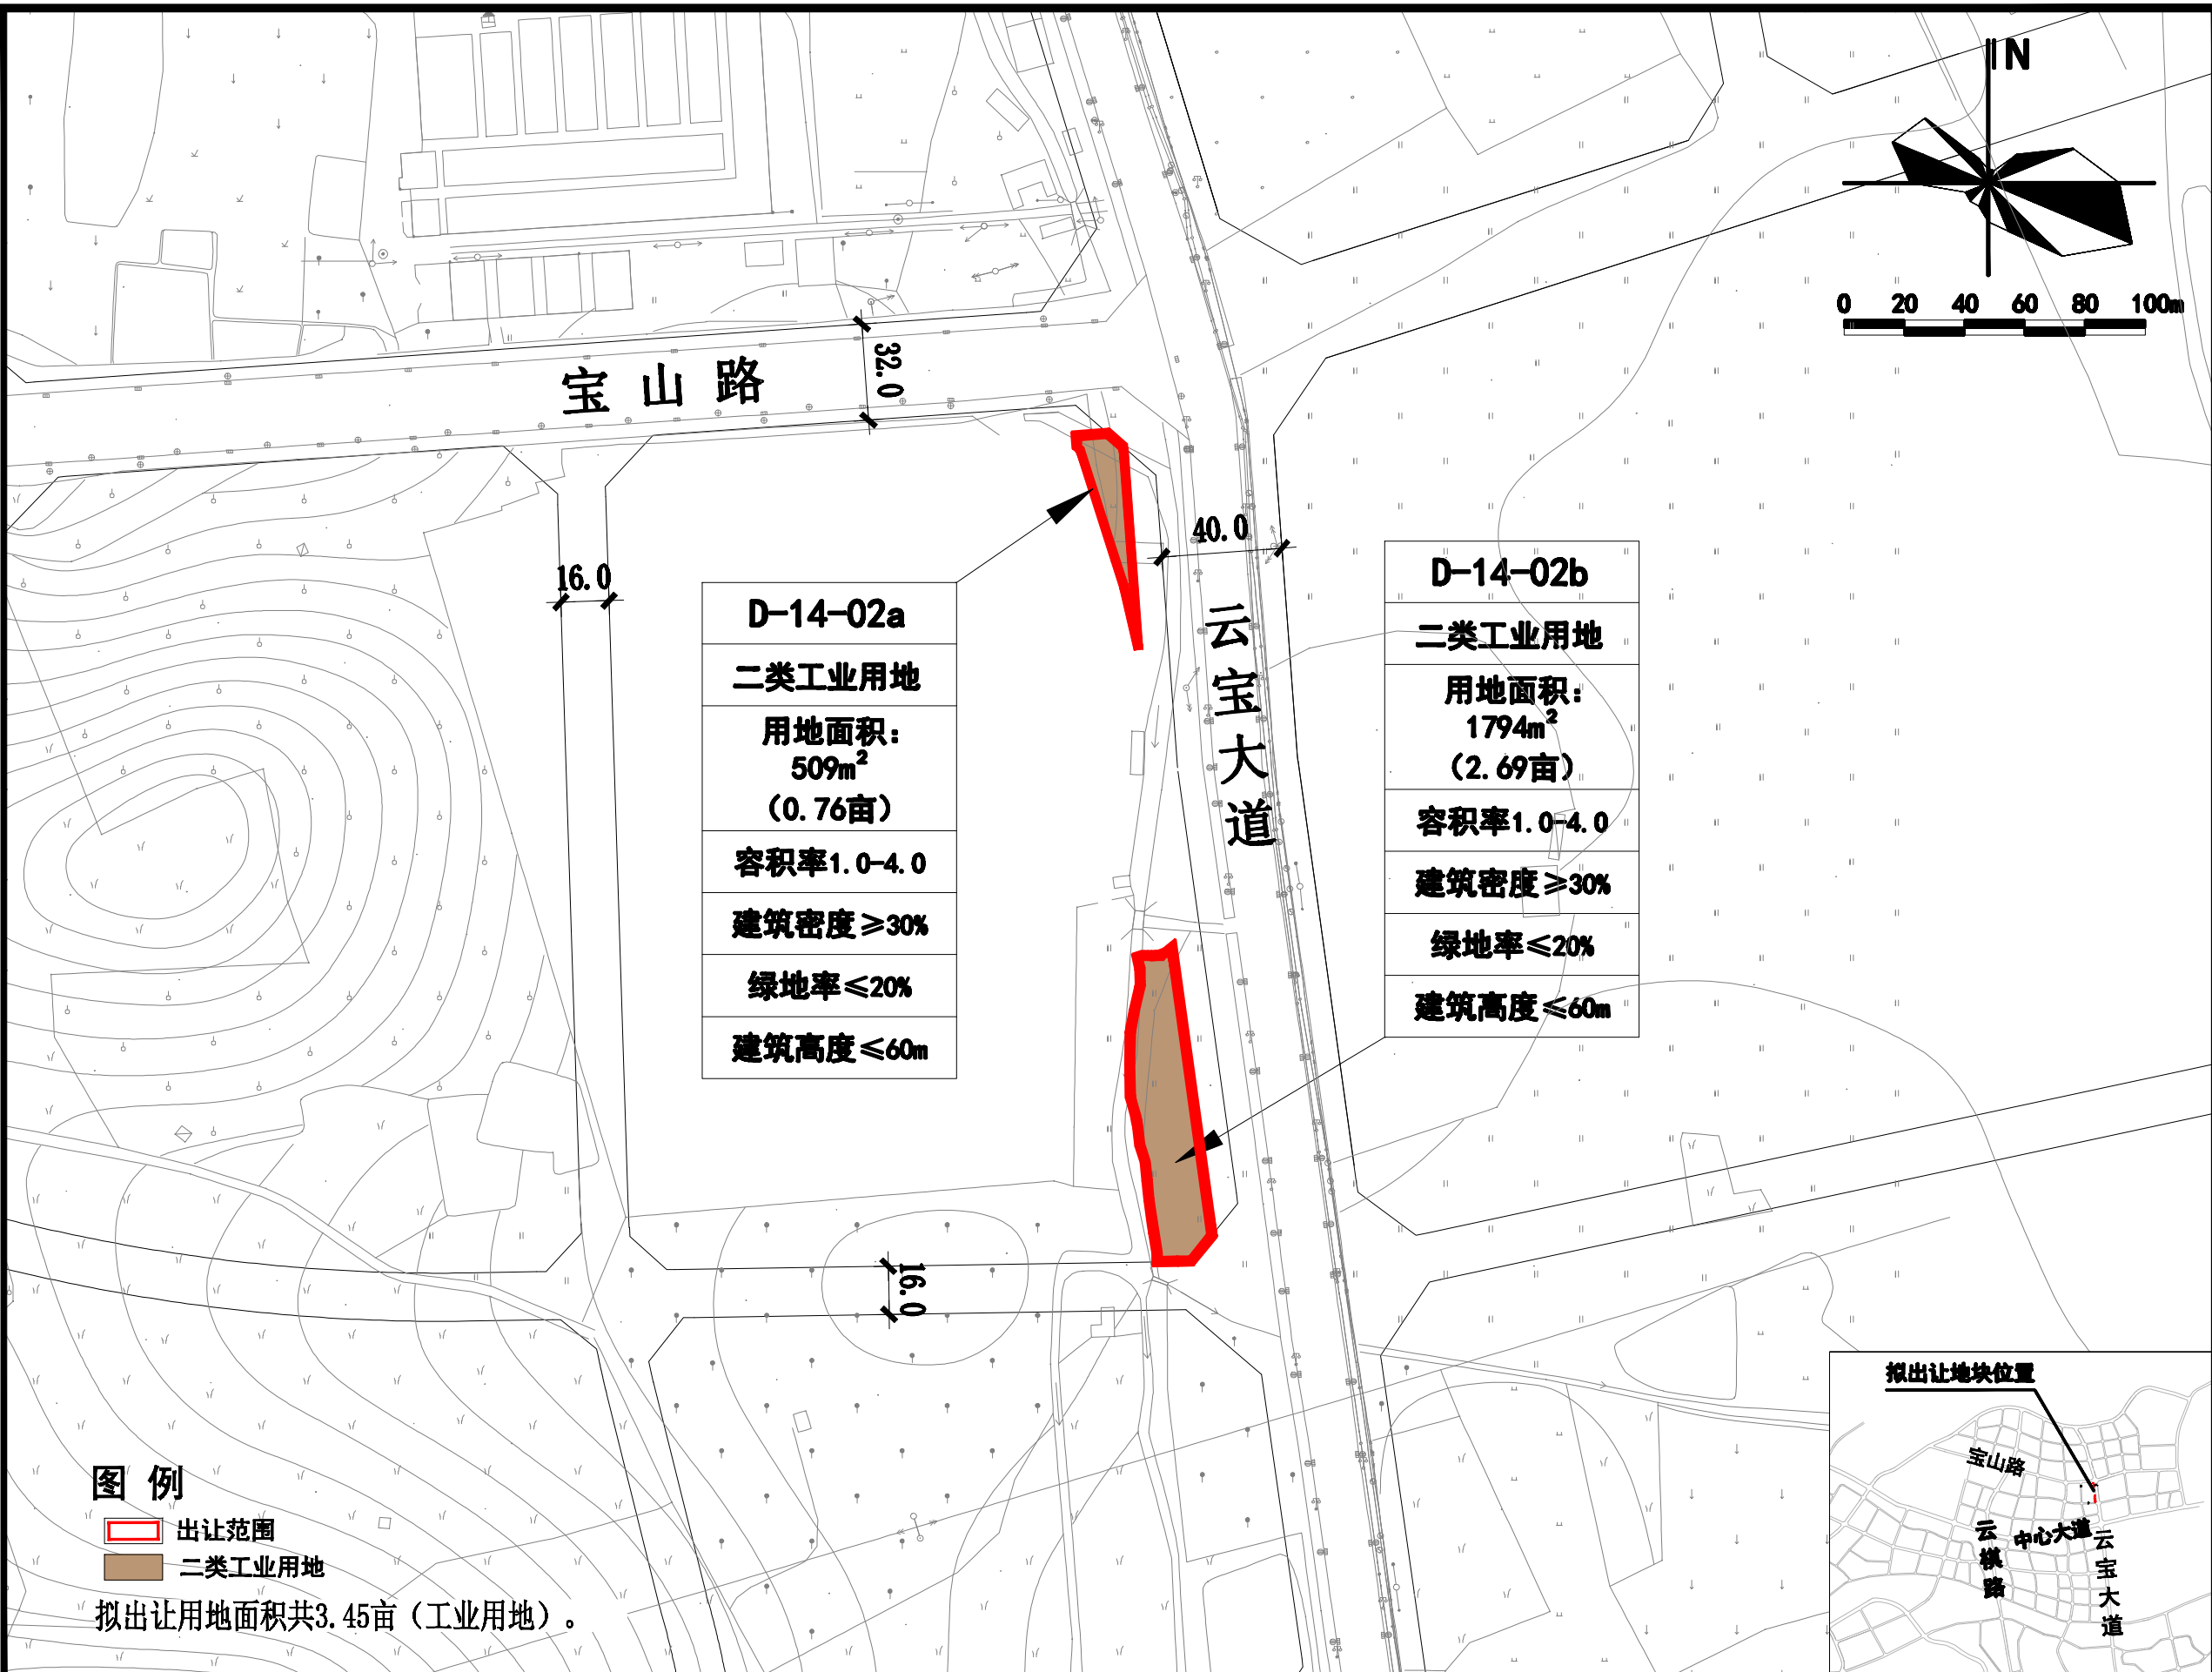 N
0 20 40 60 80 100m
宝山路
32.0
40.0
16.0
云宝大道
D-14-02a
二类工业用地
用地面积：
509m²
（0.76亩）
容积率1.0-4.0
建筑密度≥30%
绿地率≤20%
建筑高度≤60m
D-14-02b
二类工业用地
用地面积：
1794m²
（2.69亩）
容积率1.0-4.0
建筑密度≥30%
绿地率≤20%
建筑高度≤60m
16.0
图例
出让范围
二类工业用地
拟出让用地面积共3.45亩（工业用地）。
拟出让地块位置
宝山路
中心大道
云棋路
云宝大道